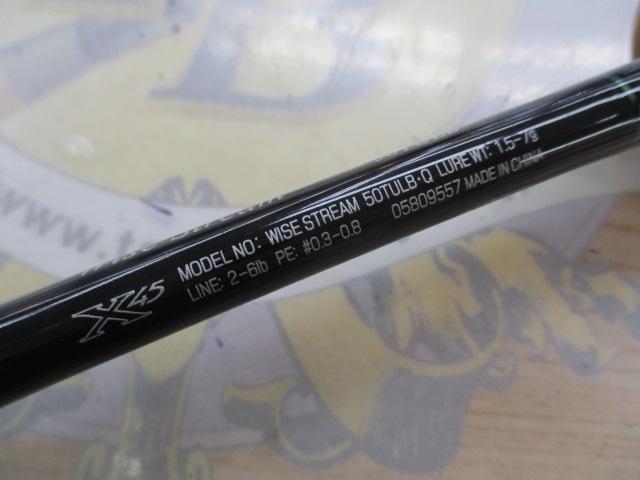 X45
MODEL NO: WISE STREAM 50TULB·Q LURE WT: 1.5-7g
LINE: 2-6lb PE: #0.3-0.8 05809557 MADE IN CHINA